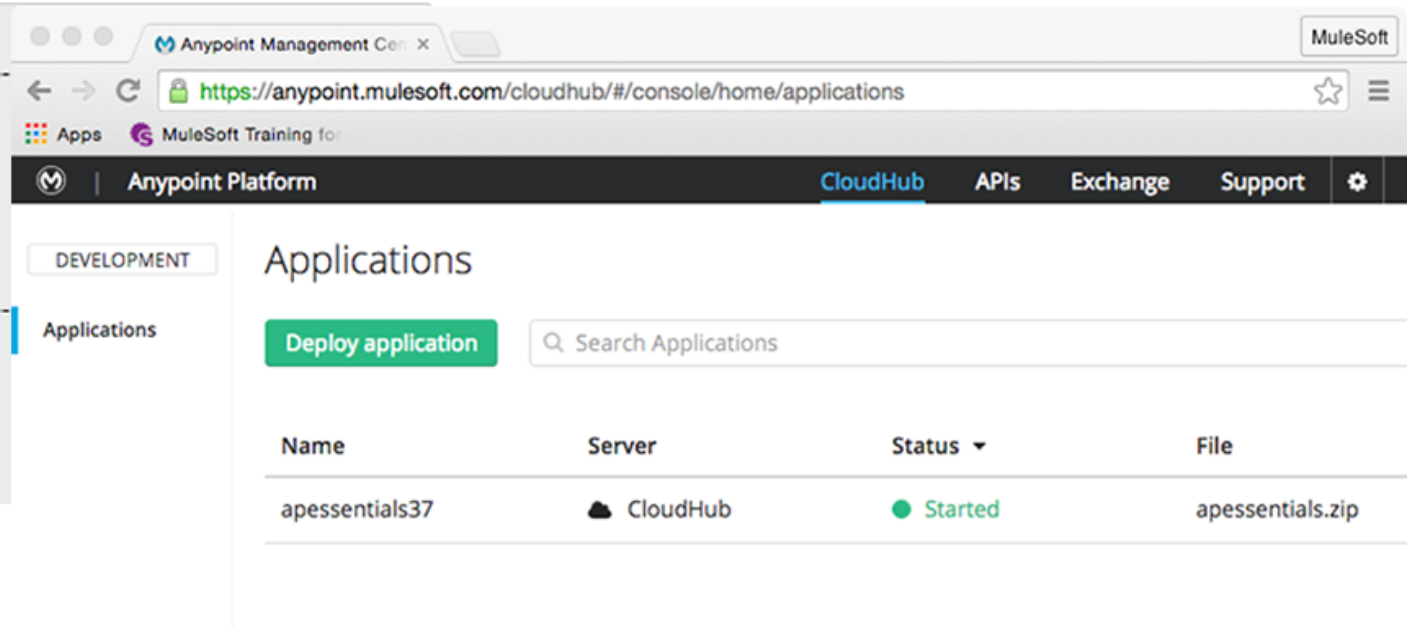 Anypoint Management Cen
MuleSoft
https://anypoint.mulesoft.com/cloudhub/#/console/home/applications
Apps MuleSoft Training for
Anypoint Platform CloudHub APIs Exchange Support
DEVELOPMENT
Applications
Applications
Deploy application Search Applications
Name Server Status File
apessentials37 CloudHub Started apessentials.zip